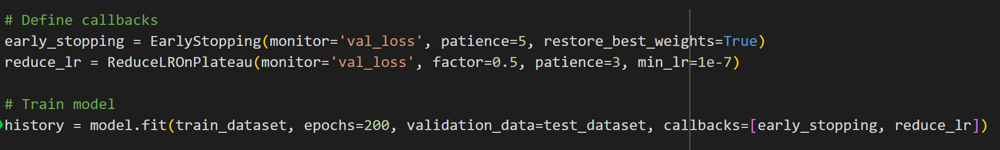 # Define callbacks
early_stopping = EarlyStopping(monitor='val_loss', patience=5, restore_best_weights=True)
reduce_lr = ReduceLROnPlateau(monitor='val_loss', factor=0.5, patience=3, min_lr=1e-7)
# Train model
history = model.fit(train_dataset, epochs=200, validation_data=test_dataset, callbacks=[early_stopping, reduce_lr])